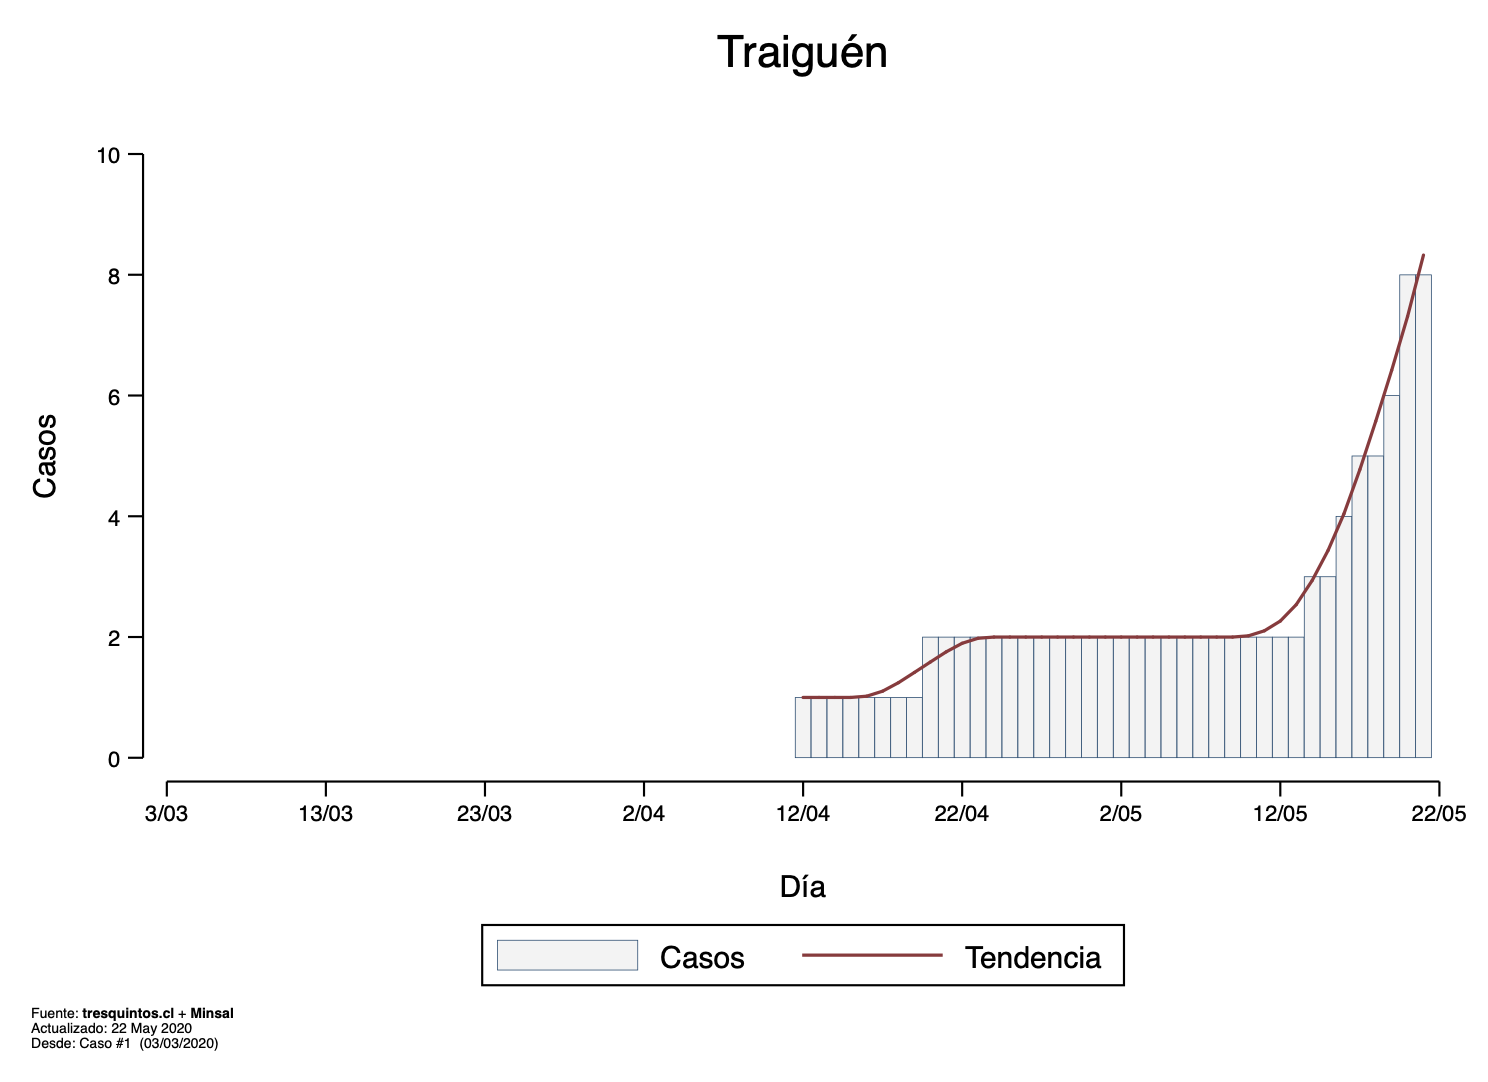 Traiguén
10
8
6
4
2
0
Casos
3/03 13/03 23/03 2/04 12/04 22/04 2/05 12/05 22/05
Día
Casos Tendencia
Fuente: tresquintos.cl + Minsal
Actualizado: 22 May 2020
Desde: Caso #1 (03/03/2020)